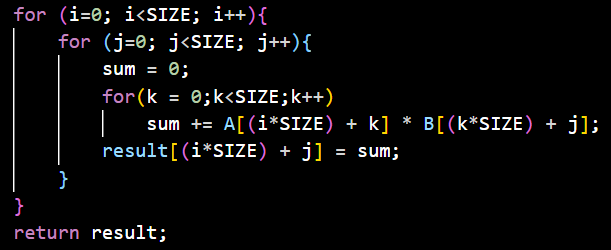 for (i=0; i<SIZE; i++){
    for (j=0; j<SIZE; j++){
        sum = 0;
        for(k = 0;k<SIZE;k++)
            sum += A[(i*SIZE) + k] * B[(k*SIZE) + j];
        result[(i*SIZE) + j] = sum;
    }
}
return result;